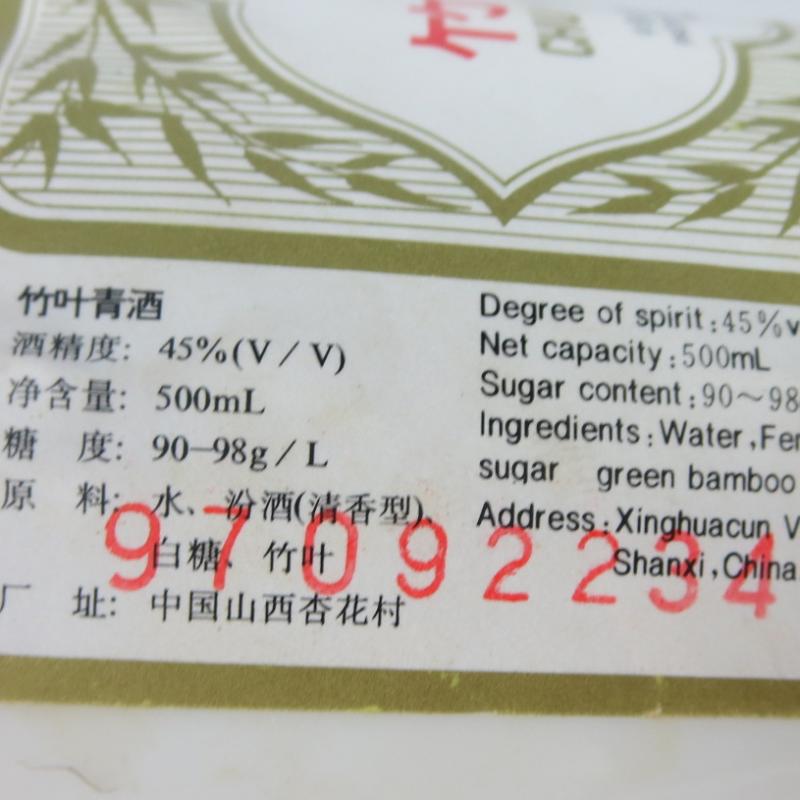 竹
竹叶青酒
酒精度: 45%(V / V)
净含量: 500mL
糖 度: 90-98g / L
原 料: 水、汾酒(清香型)、
白糖、竹叶
厂 址: 中国山西杏花村
Degree of spirit:45%v
Net capacity:500mL
Sugar content:90~98
Ingredients:Water,Fer
sugar green bamboo
Address:Xinghuacun V
Shanxi,China
97092234